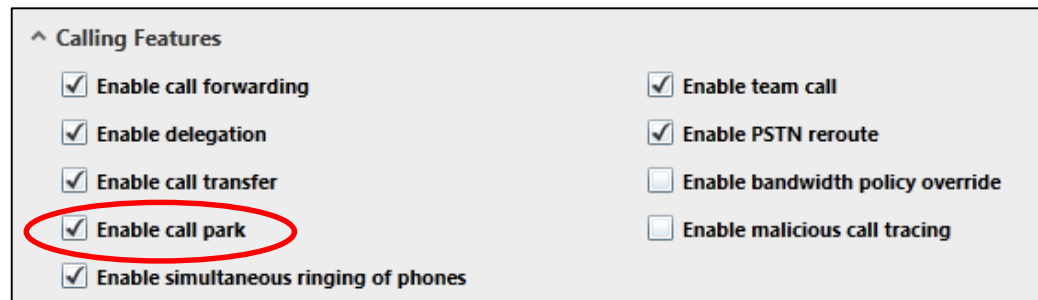 Calling Features
Enable call forwarding
Enable delegation
Enable call transfer
Enable call park
Enable simultaneous ringing of phones
Enable team call
Enable PSTN reroute
Enable bandwidth policy override
Enable malicious call tracing